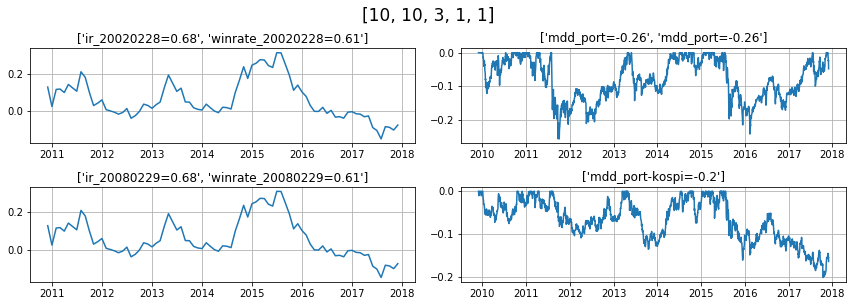 [10, 10, 3, 1, 1]
['ir_20020228=0.68', 'winrate_20020228=0.61']
0.2
0.0
2011 2012 2013 2014 2015 2016 2017 2018
['mdd_port=-0.26', 'mdd_port=-0.26']
0.0
−0.1
−0.2
2010 2011 2012 2013 2014 2015 2016 2017 2018
['ir_20080229=0.68', 'winrate_20080229=0.61']
0.2
0.0
2011 2012 2013 2014 2015 2016 2017 2018
['mdd_port-kospi=-0.2']
0.0
−0.1
−0.2
2010 2011 2012 2013 2014 2015 2016 2017 2018